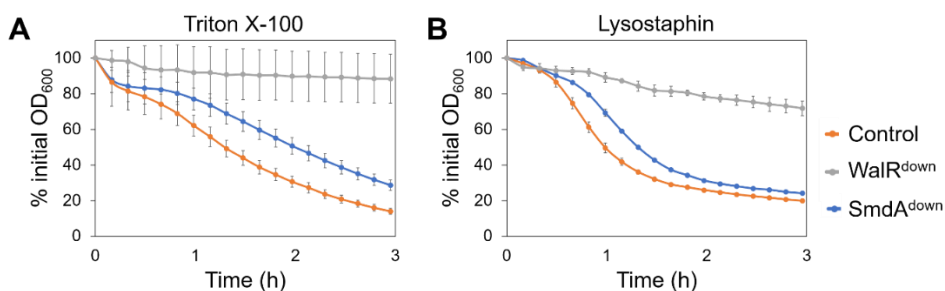 A
Triton X-100
% initial OD600
100
80
60
40
20
0
0
1
2
3
Time (h)
B
Lysostaphin
% initial OD600
100
80
60
40
20
0
0
1
2
3
Time (h)
Control
WalRdown
SmdAdown